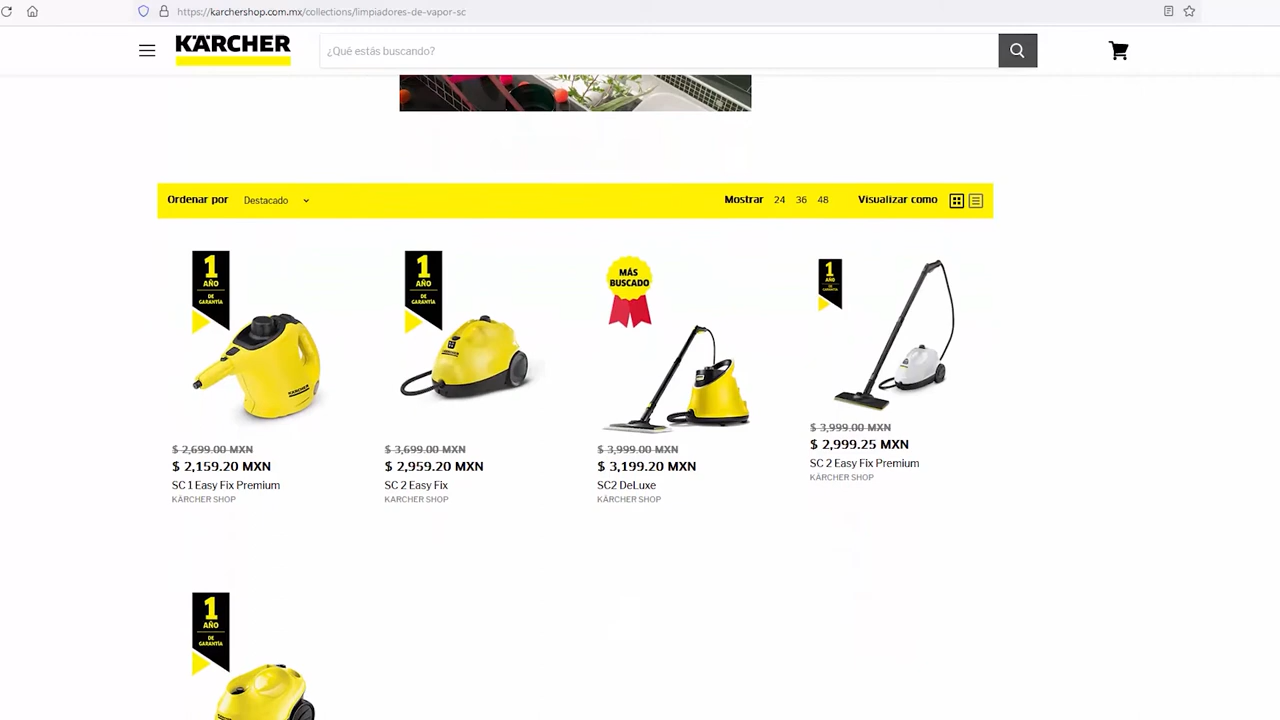 https://karchershop.com.mx/collections/limpiadores-de-vapor-sc
KÄRCHER
¿Qué estás buscando?
Ordenar por Destacado
Mostrar 24 36 48 Visualizar como
1
AÑO
DE
GARANTÍA
KARCHER
$ 2,699.00 MXN
$ 2,159.20 MXN
SC 1 Easy Fix Premium
KÄRCHER SHOP
1
AÑO
DE
GARANTÍA
$ 3,699.00 MXN
$ 2,959.20 MXN
SC 2 Easy Fix
KÄRCHER SHOP
MÁS
BUSCADO
$ 3,999.00 MXN
$ 3,199.20 MXN
SC2 DeLuxe
KÄRCHER SHOP
1
AÑO
DE
GARANTÍA
$ 3,999.00 MXN
$ 2,999.25 MXN
SC 2 Easy Fix Premium
KÄRCHER SHOP
1
AÑO
DE
GARANTÍA